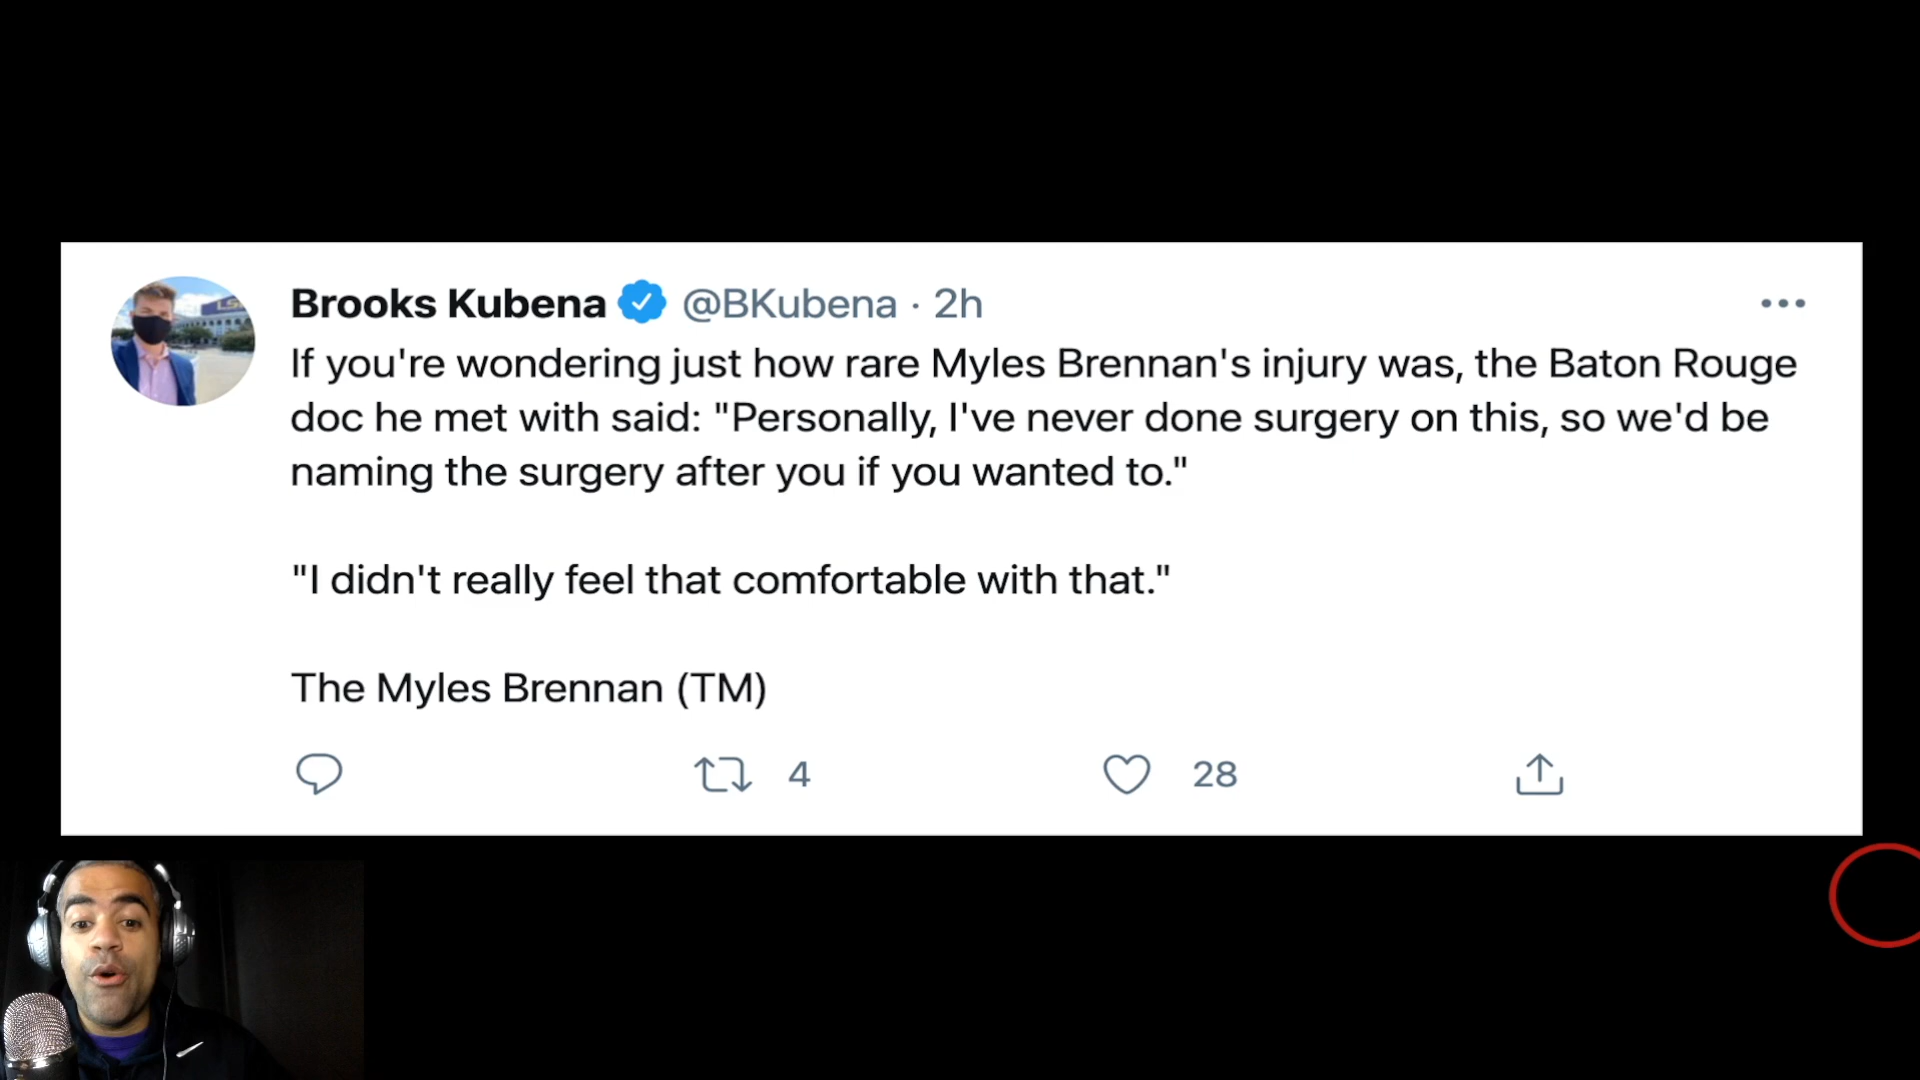 Brooks Kubena @BKubena · 2h
If you're wondering just how rare Myles Brennan's injury was, the Baton Rouge
doc he met with said: "Personally, I've never done surgery on this, so we'd be
naming the surgery after you if you wanted to."
"I didn't really feel that comfortable with that."
The Myles Brennan (TM)
4 28